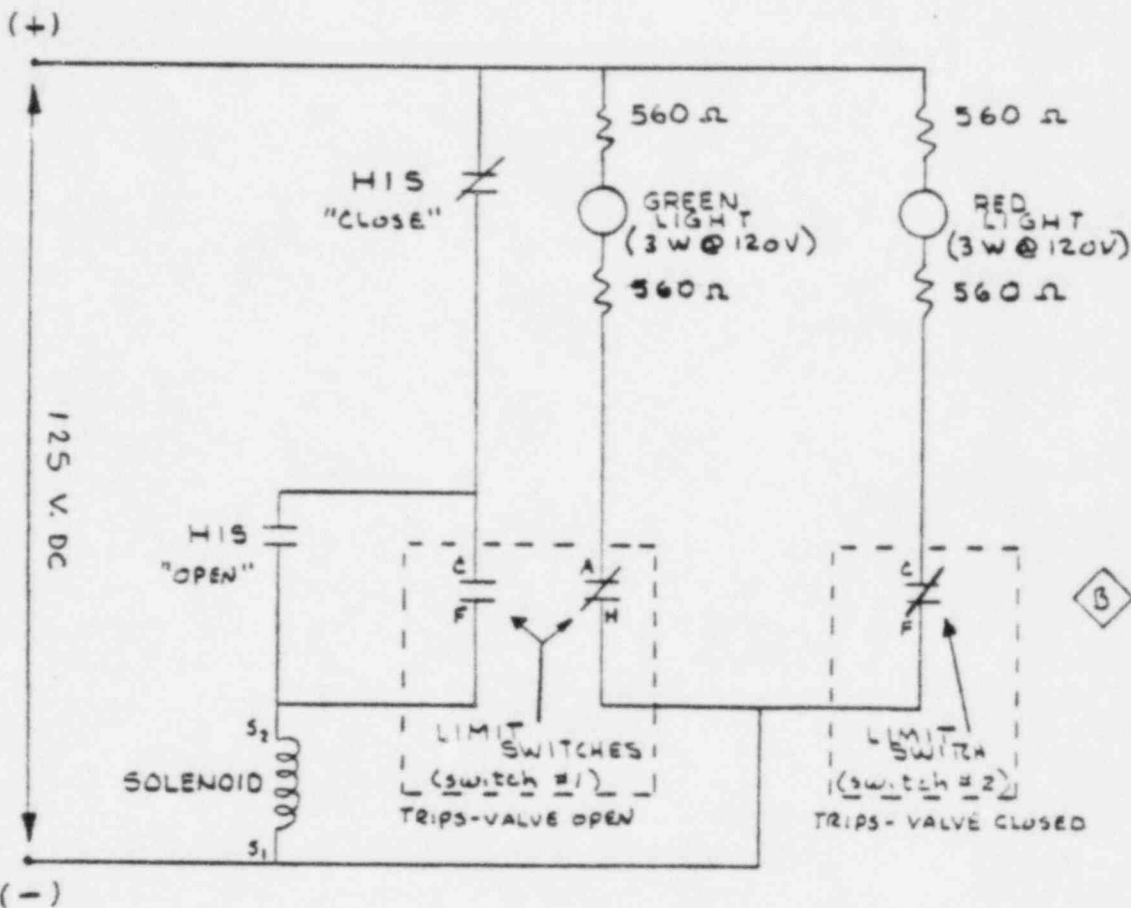 (+)
560 Ω
560 Ω
HIS
"CLOSE"
GREEN
LIGHT
(3 W @ 120V)
RED
LIGHT
(3 W @ 120V)
560 Ω
560 Ω
125 V. DC
HIS
"OPEN"
C
F
A
H
C
F
B
S2
SOLENOID
S1
LIMIT
SWITCHES
(switch #1)
TRIPS-VALVE OPEN
LIMIT
SWITCH
(switch #2)
TRIPS-VALVE CLOSED
(-)